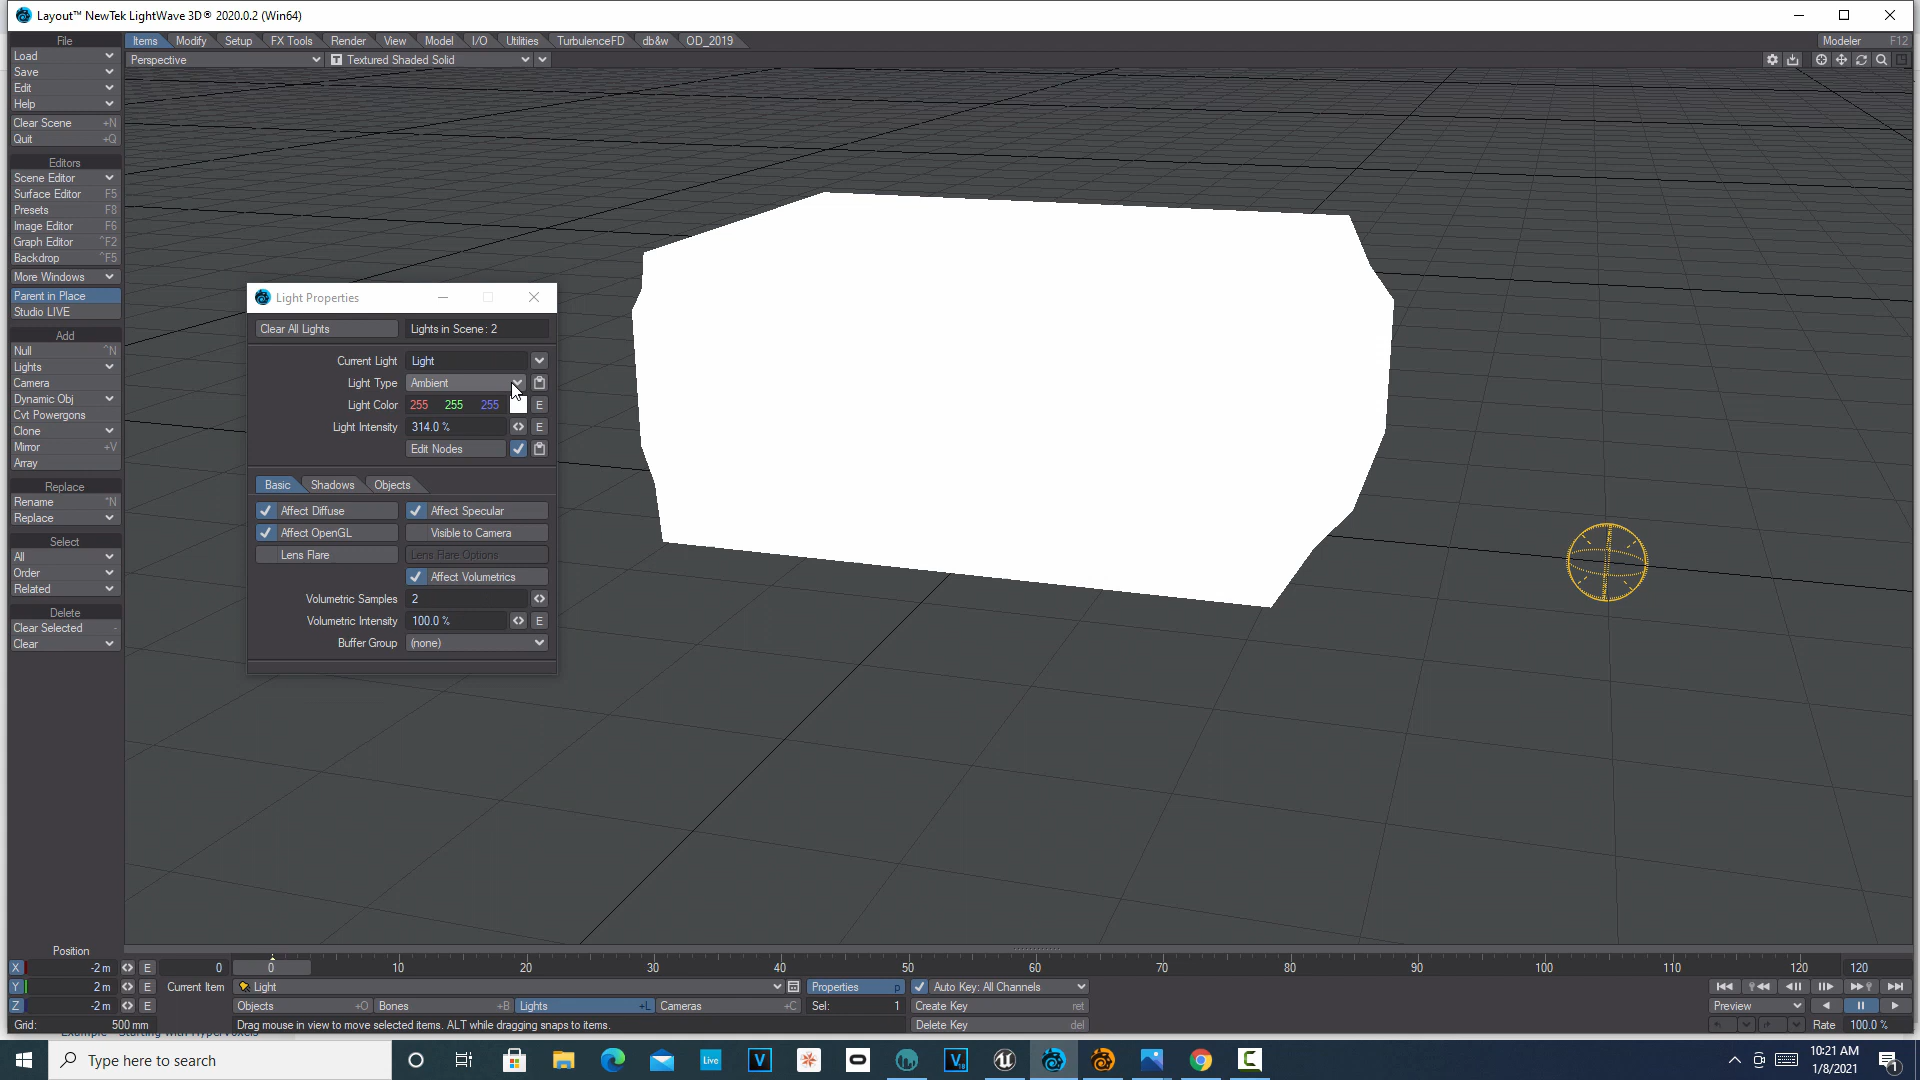 Layout™ NewTek LightWave 3D® 2020.0.2 (Win64)
File
Items Modify Setup FX Tools Render View Model I/O Utilities TurbulenceFD db&w OD_2019
Modeler F12
Load
Perspective
T Textured Shaded Solid
Save
Edit
Help
Clear Scene +N
Quit +Q
Editors
Scene Editor
Surface Editor F5
Presets F8
Image Editor F6
Graph Editor ^F2
Backdrop ^F5
More Windows
Parent in Place
Studio LIVE
Add
Null ^N
Lights
Camera
Dynamic Obj
Cvt Powergons
Clone
Mirror +V
Array
Replace
Rename ^N
Replace
Select
All
Order
Related
Delete
Clear Selected -
Clear
Light Properties
Clear All Lights
Lights in Scene: 2
Current Light Light
Light Type Ambient
Light Color 255 255 255
E
Light Intensity 314.0 %
E
Edit Nodes
Basic Shadows Objects
Affect Diffuse
Affect Specular
Affect OpenGL
Visible to Camera
Lens Flare
Lens Flare Options
Affect Volumetrics
Volumetric Samples 2
Volumetric Intensity 100.0 %
E
Buffer Group (none)
Position
X -2 m E 0
0 10 20 30 40 50 60 70 80 90 100 110 120
120
Y 2 m E Current Item Light
Properties p
Auto Key: All Channels
Z -2 m E
Objects +O
Bones +B
Lights +L
Cameras +C
Sel: 1
Create Key ret
Preview
Grid: 500 mm
Drag mouse in view to move selected items. ALT while dragging snaps to items.
Delete Key del
Rate 100.0 %
Type here to search
Live
V
V
10:21 AM
1/8/2021
1